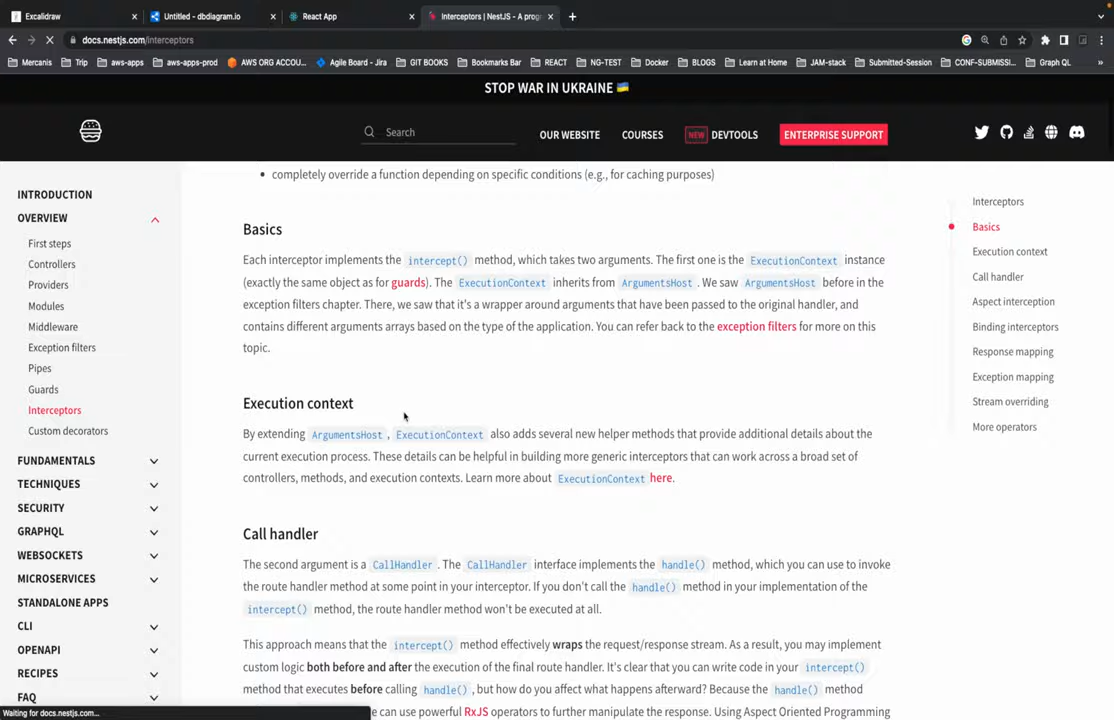 Excalidraw
Untitled - dbdiagram.io
React App
Interceptors | NestJS - A prog
docs.nestjs.com/interceptors
Mercanis
Trip
aws-apps
aws-apps-prod
AWS ORG ACCOU...
Agile Board - Jira
GIT BOOKS
Bookmarks Bar
REACT
NG-TEST
Docker
BLOGS
Learn at Home
JAM-stack
Submitted-Session
CONF-SUBMISSI...
Graph QL
STOP WAR IN UKRAINE 🇺🇦
Search
OUR WEBSITE
COURSES
NEW DEVTOOLS
ENTERPRISE SUPPORT
INTRODUCTION
OVERVIEW
First steps
Controllers
Providers
Modules
Middleware
Exception filters
Pipes
Guards
Interceptors
Custom decorators
FUNDAMENTALS
TECHNIQUES
SECURITY
GRAPHQL
WEBSOCKETS
MICROSERVICES
STANDALONE APPS
CLI
OPENAPI
RECIPES
FAQ
• completely override a function depending on specific conditions (e.g., for caching purposes)
Basics
Each interceptor implements the intercept() method, which takes two arguments. The first one is the ExecutionContext instance
(exactly the same object as for guards). The ExecutionContext inherits from ArgumentsHost. We saw ArgumentsHost before in the
exception filters chapter. There, we saw that it's a wrapper around arguments that have been passed to the original handler, and
contains different arguments arrays based on the type of the application. You can refer back to the exception filters for more on this
topic.
Execution context
By extending ArgumentsHost, ExecutionContext also adds several new helper methods that provide additional details about the
current execution process. These details can be helpful in building more generic interceptors that can work across a broad set of
controllers, methods, and execution contexts. Learn more about ExecutionContext here.
Call handler
The second argument is a CallHandler. The CallHandler interface implements the handle() method, which you can use to invoke
the route handler method at some point in your interceptor. If you don't call the handle() method in your implementation of the
intercept() method, the route handler method won't be executed at all.
This approach means that the intercept() method effectively wraps the request/response stream. As a result, you may implement
custom logic both before and after the execution of the final route handler. It's clear that you can write code in your intercept()
method that executes before calling handle(), but how do you affect what happens afterward? Because the handle() method
e can use powerful RxJS operators to further manipulate the response. Using Aspect Oriented Programming
Interceptors
Basics
Execution context
Call handler
Aspect interception
Binding interceptors
Response mapping
Exception mapping
Stream overriding
More operators
Waiting for docs.nestjs.com...